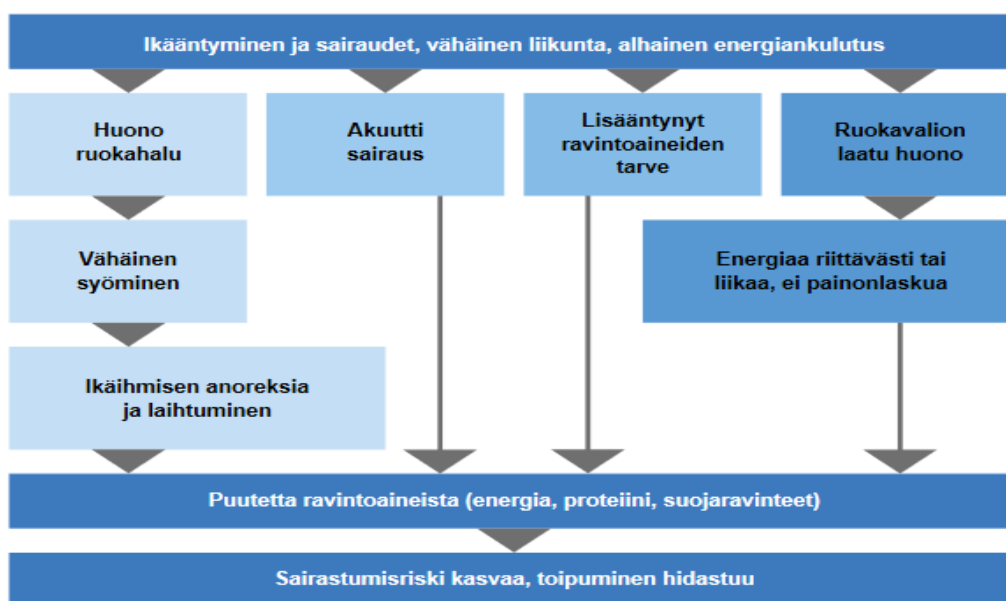 Ikääntyminen ja sairaudet, vähäinen liikunta, alhainen energiankulutus
Huono
ruokahalu
Akuutti
sairaus
Lisääntynyt
ravintoaineiden
tarve
Ruokavalion
laatu huono
Vähäinen
syöminen
Energiaa riittävästi tai
liikaa, ei painonlaskua
Ikäihmisen anoreksia
ja laihtuminen
Puutetta ravintoaineista (energia, proteiini, suojaravinteet)
Sairastumisriski kasvaa, toipuminen hidastuu